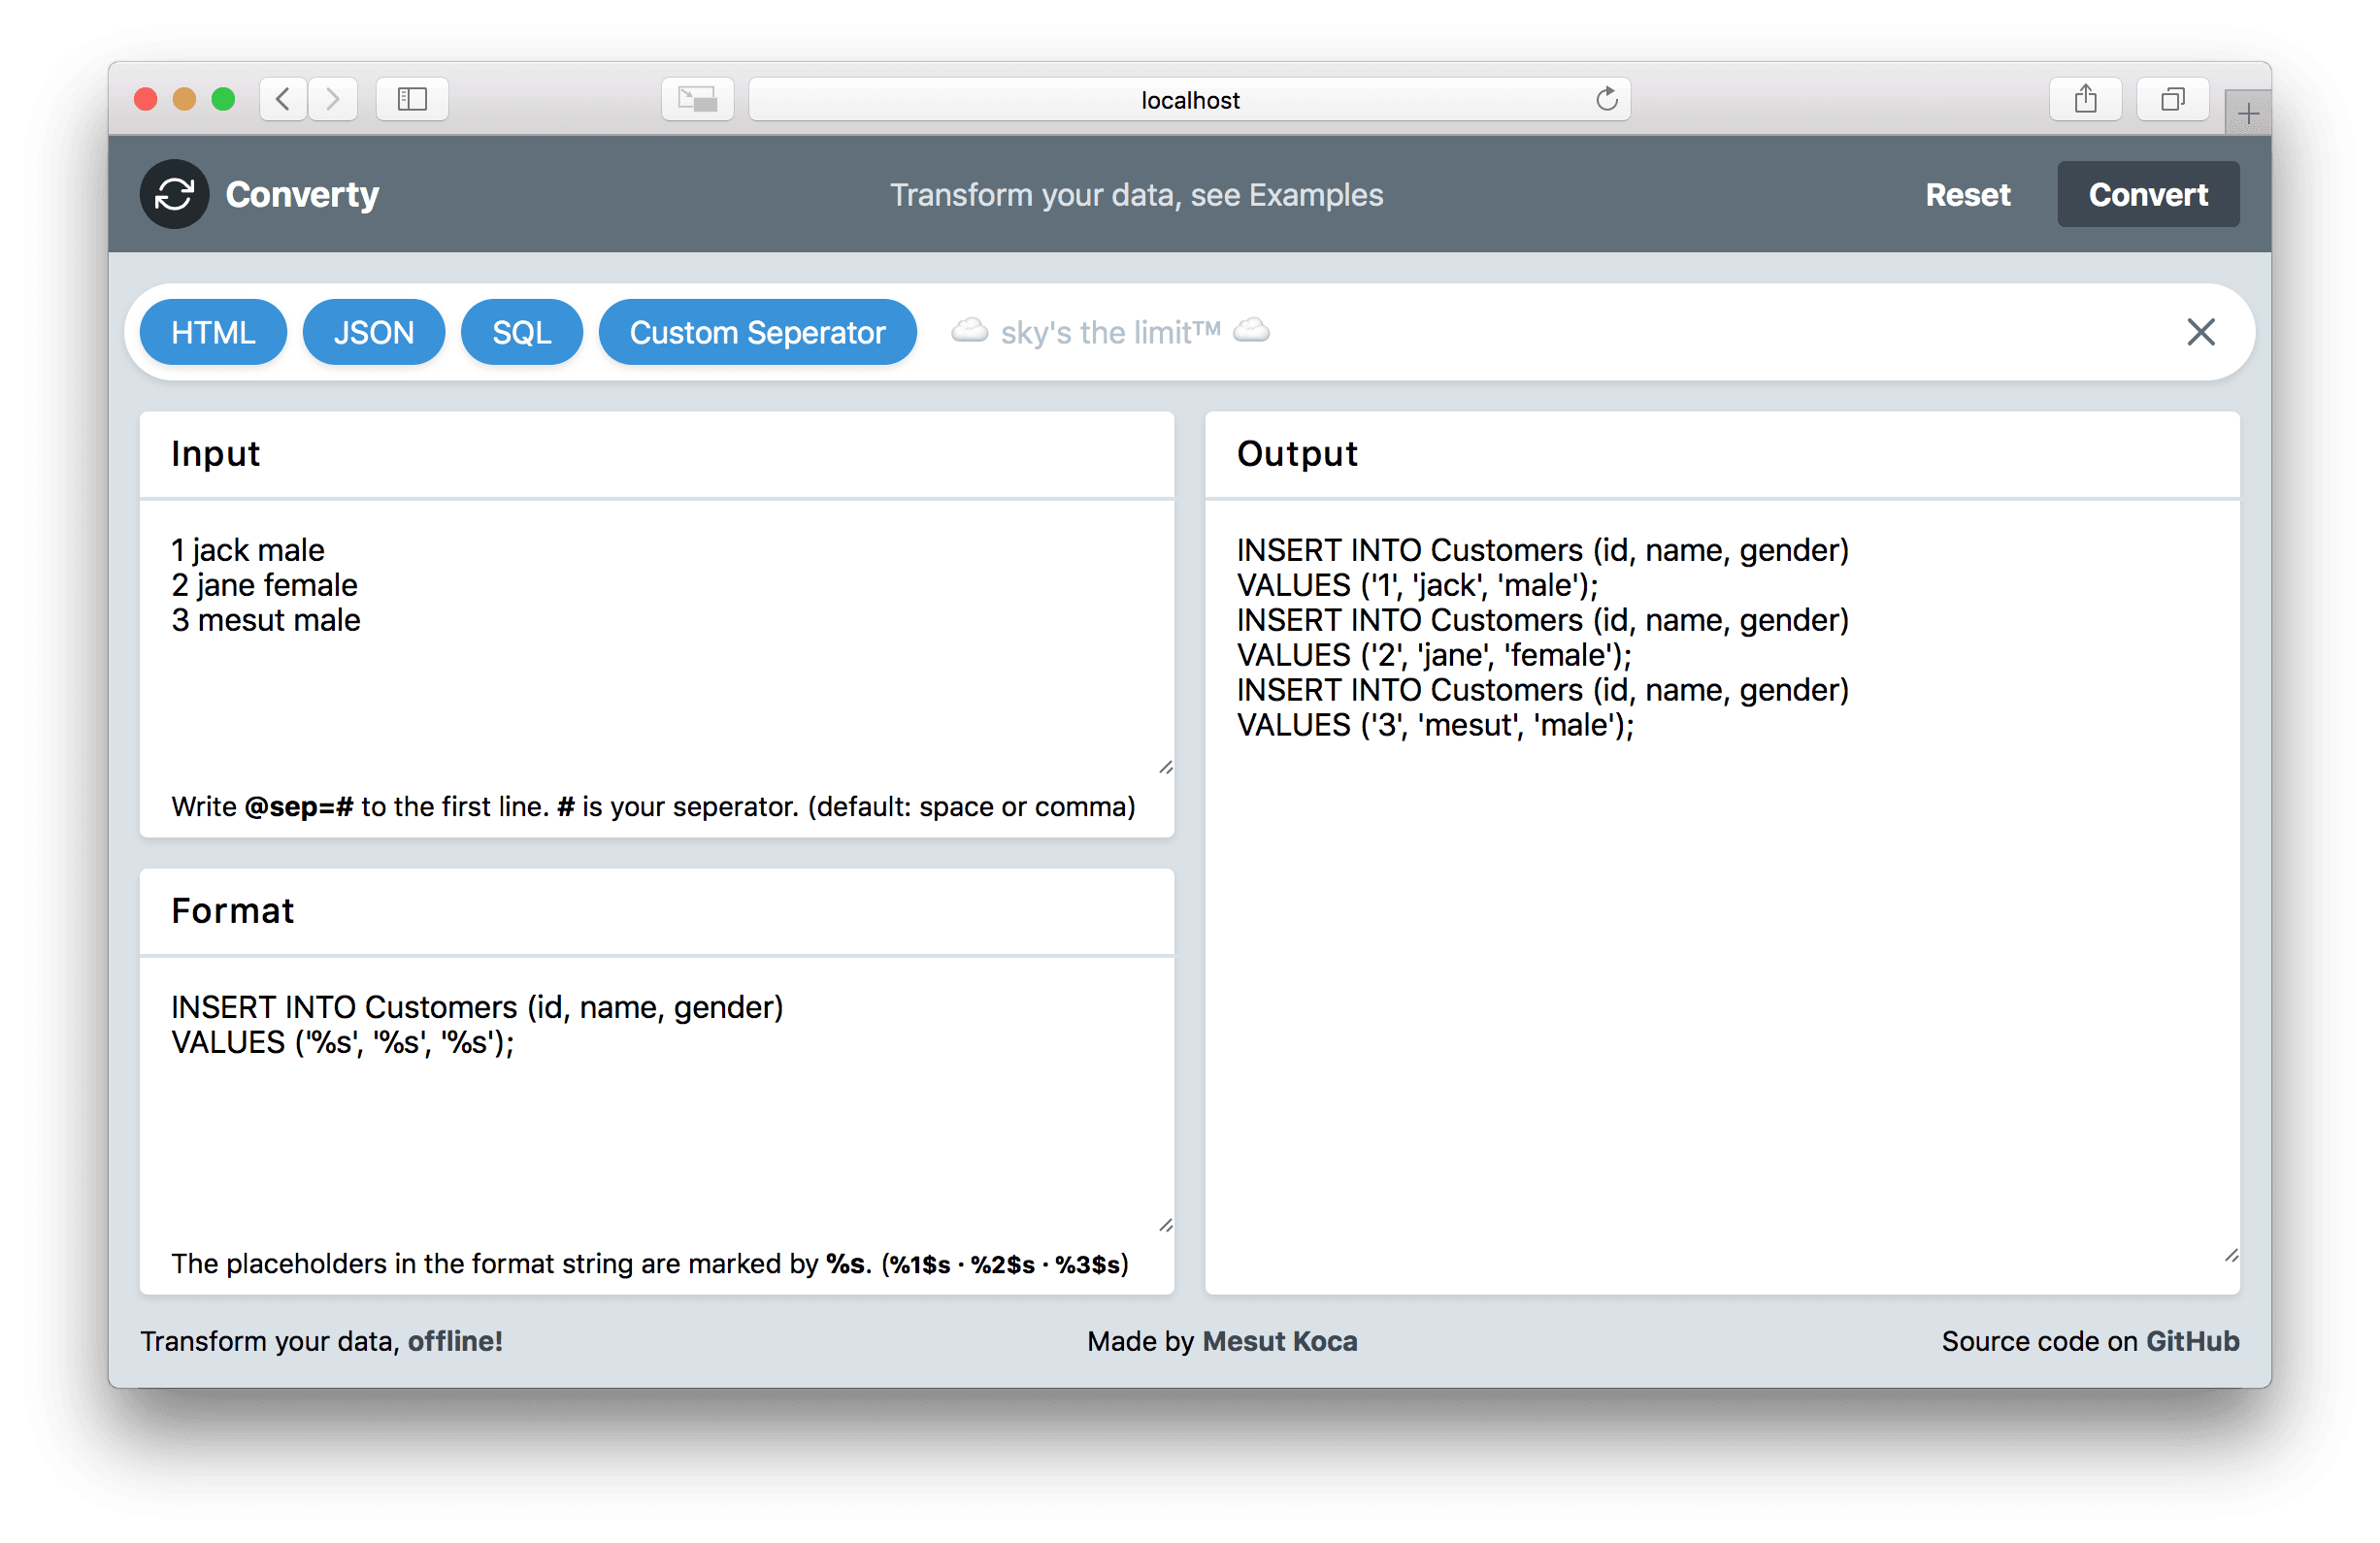 localhost
Converty
Transform your data, see Examples
Reset
Convert
HTML
JSON
SQL
Custom Seperator
☁️ sky's the limit™ ☁️
Input
1 jack male
2 jane female
3 mesut male
Write @sep=# to the first line. # is your seperator. (default: space or comma)
Format
INSERT INTO Customers (id, name, gender)
VALUES ('%s', '%s', '%s');
The placeholders in the format string are marked by %s. (%1$s · %2$s · %3$s)
Output
INSERT INTO Customers (id, name, gender)
VALUES ('1', 'jack', 'male');
INSERT INTO Customers (id, name, gender)
VALUES ('2', 'jane', 'female');
INSERT INTO Customers (id, name, gender)
VALUES ('3', 'mesut', 'male');
Transform your data, offline!
Made by Mesut Koca
Source code on GitHub